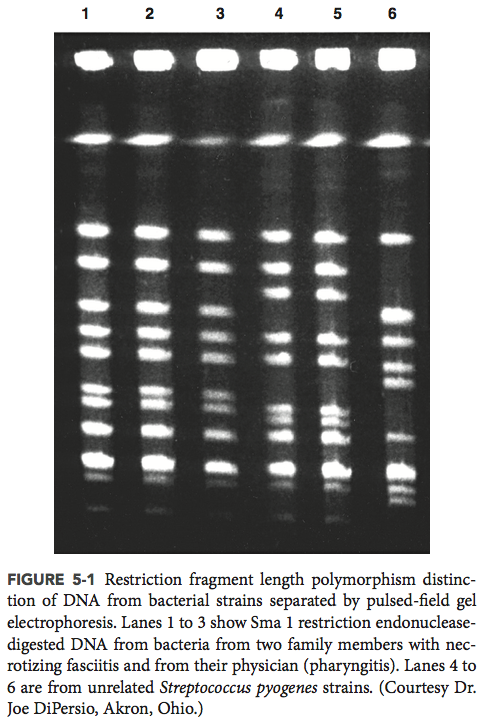 1 2 3 4 5 6
FIGURE 5-1 Restriction fragment length polymorphism distinc-
tion of DNA from bacterial strains separated by pulsed-field gel
electrophoresis. Lanes 1 to 3 show Sma 1 restriction endonuclease-
digested DNA from bacteria from two family members with nec-
rotizing fasciitis and from their physician (pharyngitis). Lanes 4 to
6 are from unrelated Streptococcus pyogenes strains. (Courtesy Dr.
Joe DiPersio, Akron, Ohio.)